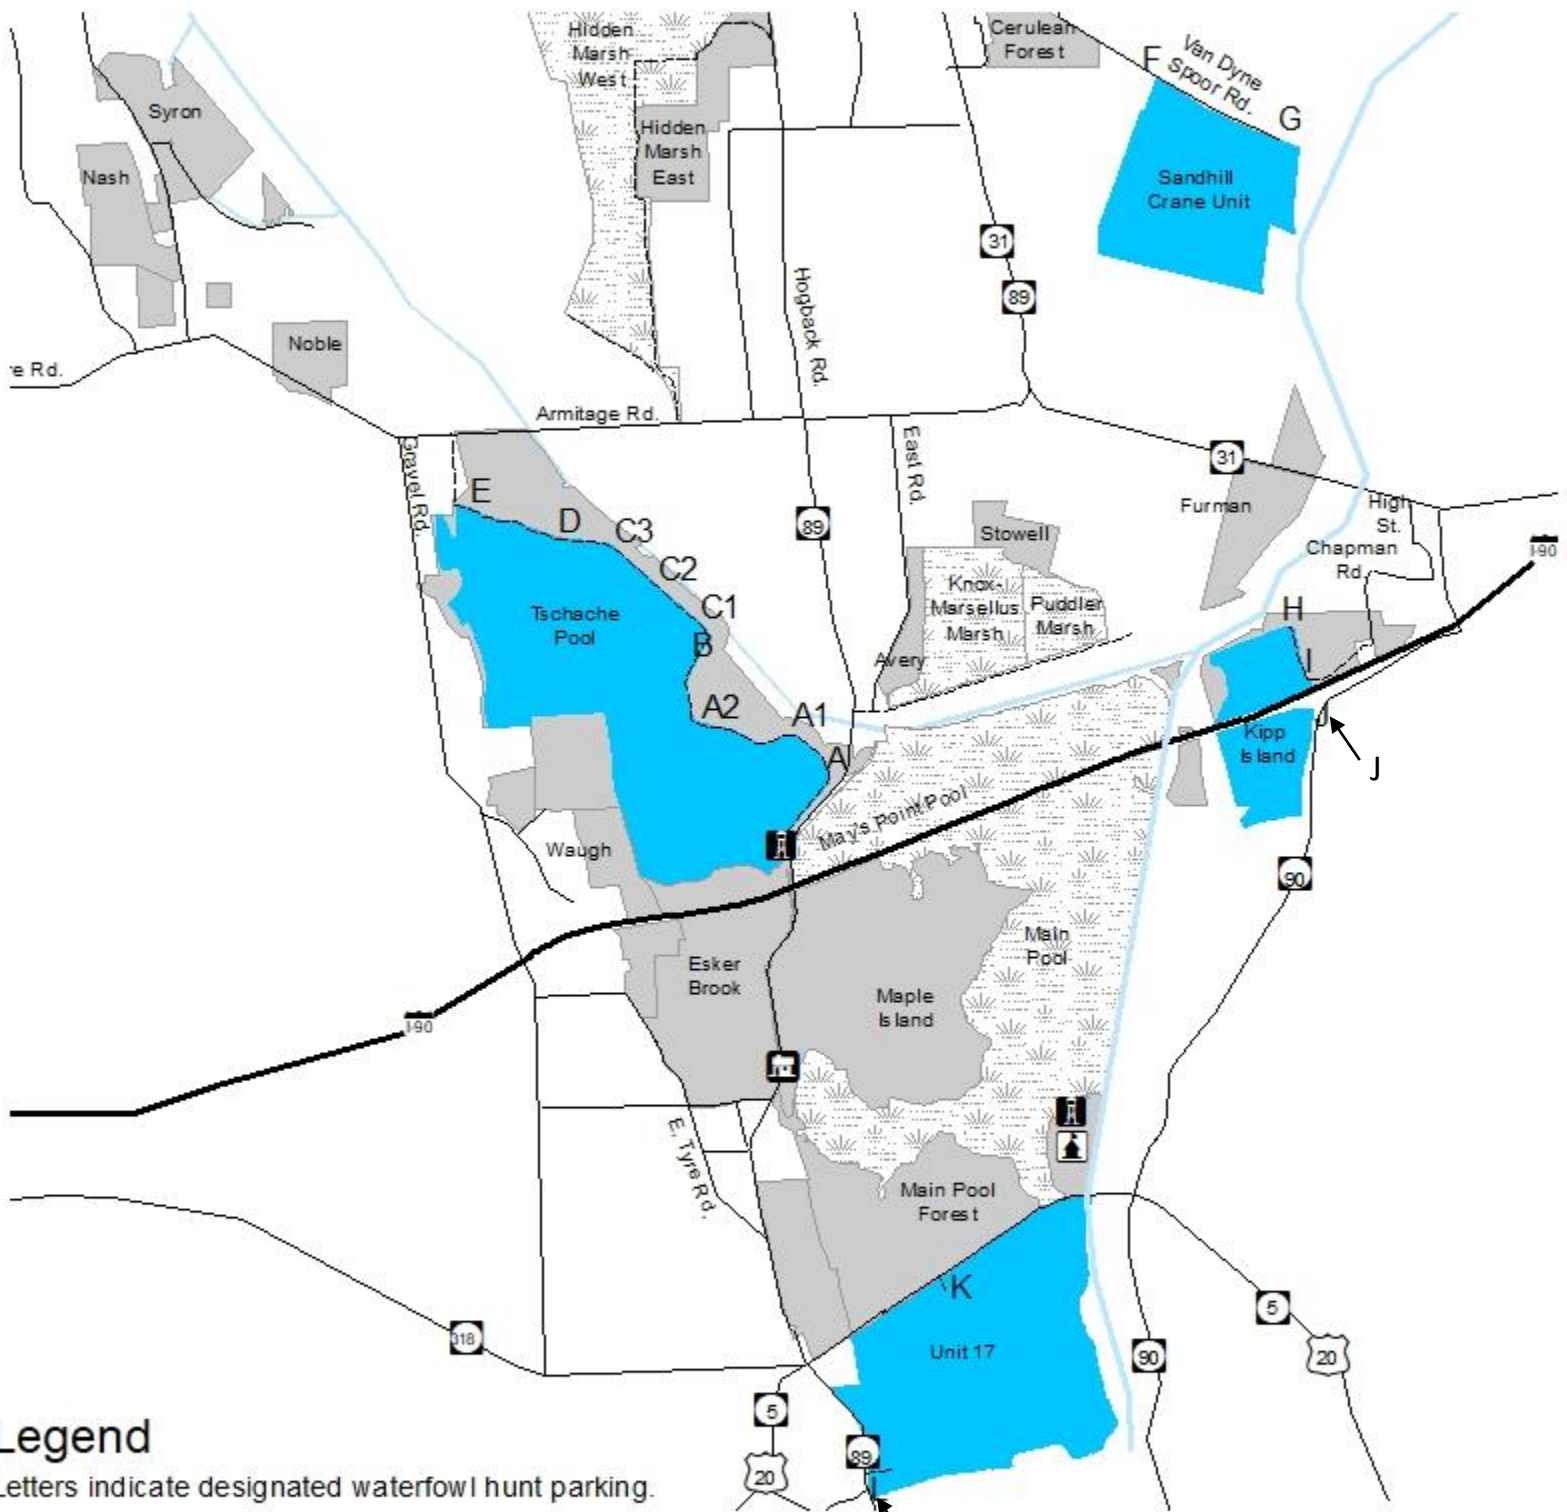 Hidden
Marsh
West
Cerulean
Forest
Van Dyne
Spoor Rd.
F
G
Syron
Hidden
Marsh
East
Nash
Sandhill
Crane Unit
31
89
Hogback Rd.
Noble
e Rd.
Armitage Rd.
Gravel Rd.
East Rd.
31
E
D
C3
C2
C1
B
A2
A1
A
89
Furman
High
St.
Chapman
Rd.
I-90
Stowell
Knox-
Marsellus
Marsh
Puddler
Marsh
Avery
Tschache
Pool
H
I
J
J
Kipp
Island
May's Point Pool
Waugh
90
Main
Pool
Esker
Brook
Maple
Island
I-90
E. Tyre Rd.
Main Pool
Forest
K
Unit 17
318
5
20
89
90
5
20
Legend
Letters indicate designated waterfowl hunt parking.